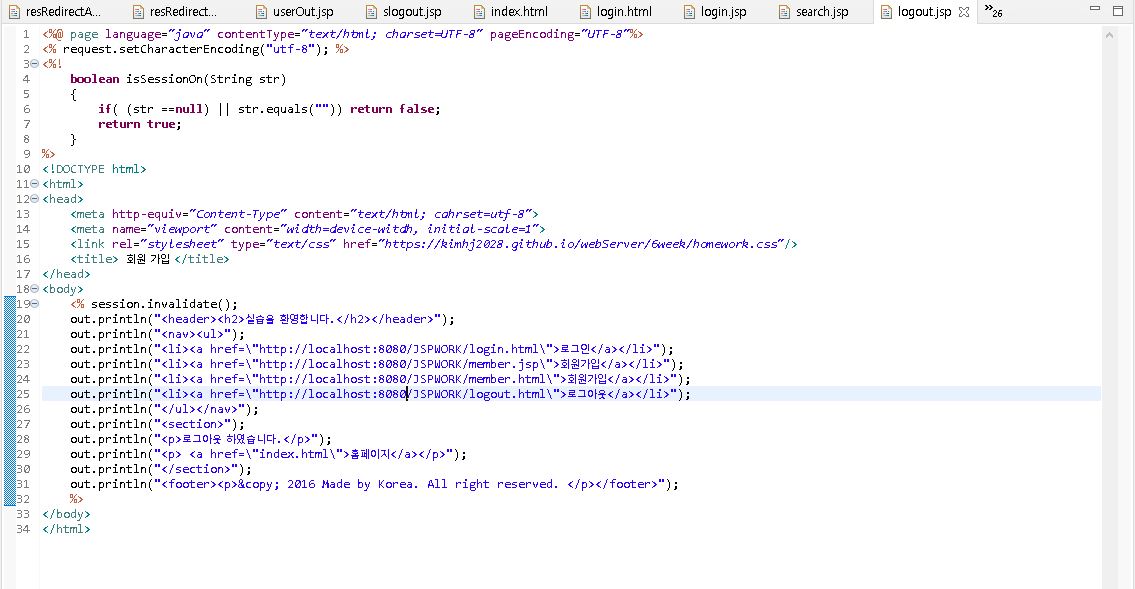 resRedirectA... resRedirect... userOut.jsp slogout.jsp index.html login.html login.jsp search.jsp logout.jsp »26
1 <%@ page language="java" contentType="text/html; charset=UTF-8" pageEncoding="UTF-8"%>
2 <% request.setCharacterEncoding("utf-8"); %>
3 <%!
4 boolean isSessionOn(String str)
5 {
6 if( (str ==null) || str.equals("")) return false;
7 return true;
8 }
9 %>
10 <!DOCTYPE html>
11 <html>
12 <head>
13 <meta http-equiv="Content-Type" content="text/html; cahrset=utf-8">
14 <meta name="viewport" content="width=device-witdh, initial-scale=1">
15 <link rel="stylesheet" type="text/css" href="https://kimhj2028.github.io/webServer/6week/homework.css"/>
16 <title> 회원 가입 </title>
17 </head>
18 <body>
19 <% session.invalidate();
20 out.println("<header><h2>실습을 환영합니다.</h2></header>");
21 out.println("<nav><ul>");
22 out.println("<li><a href=\"http://localhost:8080/JSPWORK/login.html\">로그인</a></li>");
23 out.println("<li><a href=\"http://localhost:8080/JSPWORK/member.jsp\">회원가입</a></li>");
24 out.println("<li><a href=\"http://localhost:8080/JSPWORK/member.html\">회원가입</a></li>");
25 out.println("<li><a href=\"http://localhost:8080/JSPWORK/logout.html\">로그아웃</a></li>");
26 out.println("</ul></nav>");
27 out.println("<section>");
28 out.println("<p>로그아웃 하였습니다.</p>");
29 out.println("<p> <a href=\"index.html\">홈페이지</a></p>");
30 out.println("</section>");
31 out.println("<footer><p>&copy; 2016 Made by Korea. All right reserved. </p></footer>");
32 %>
33 </body>
34 </html>